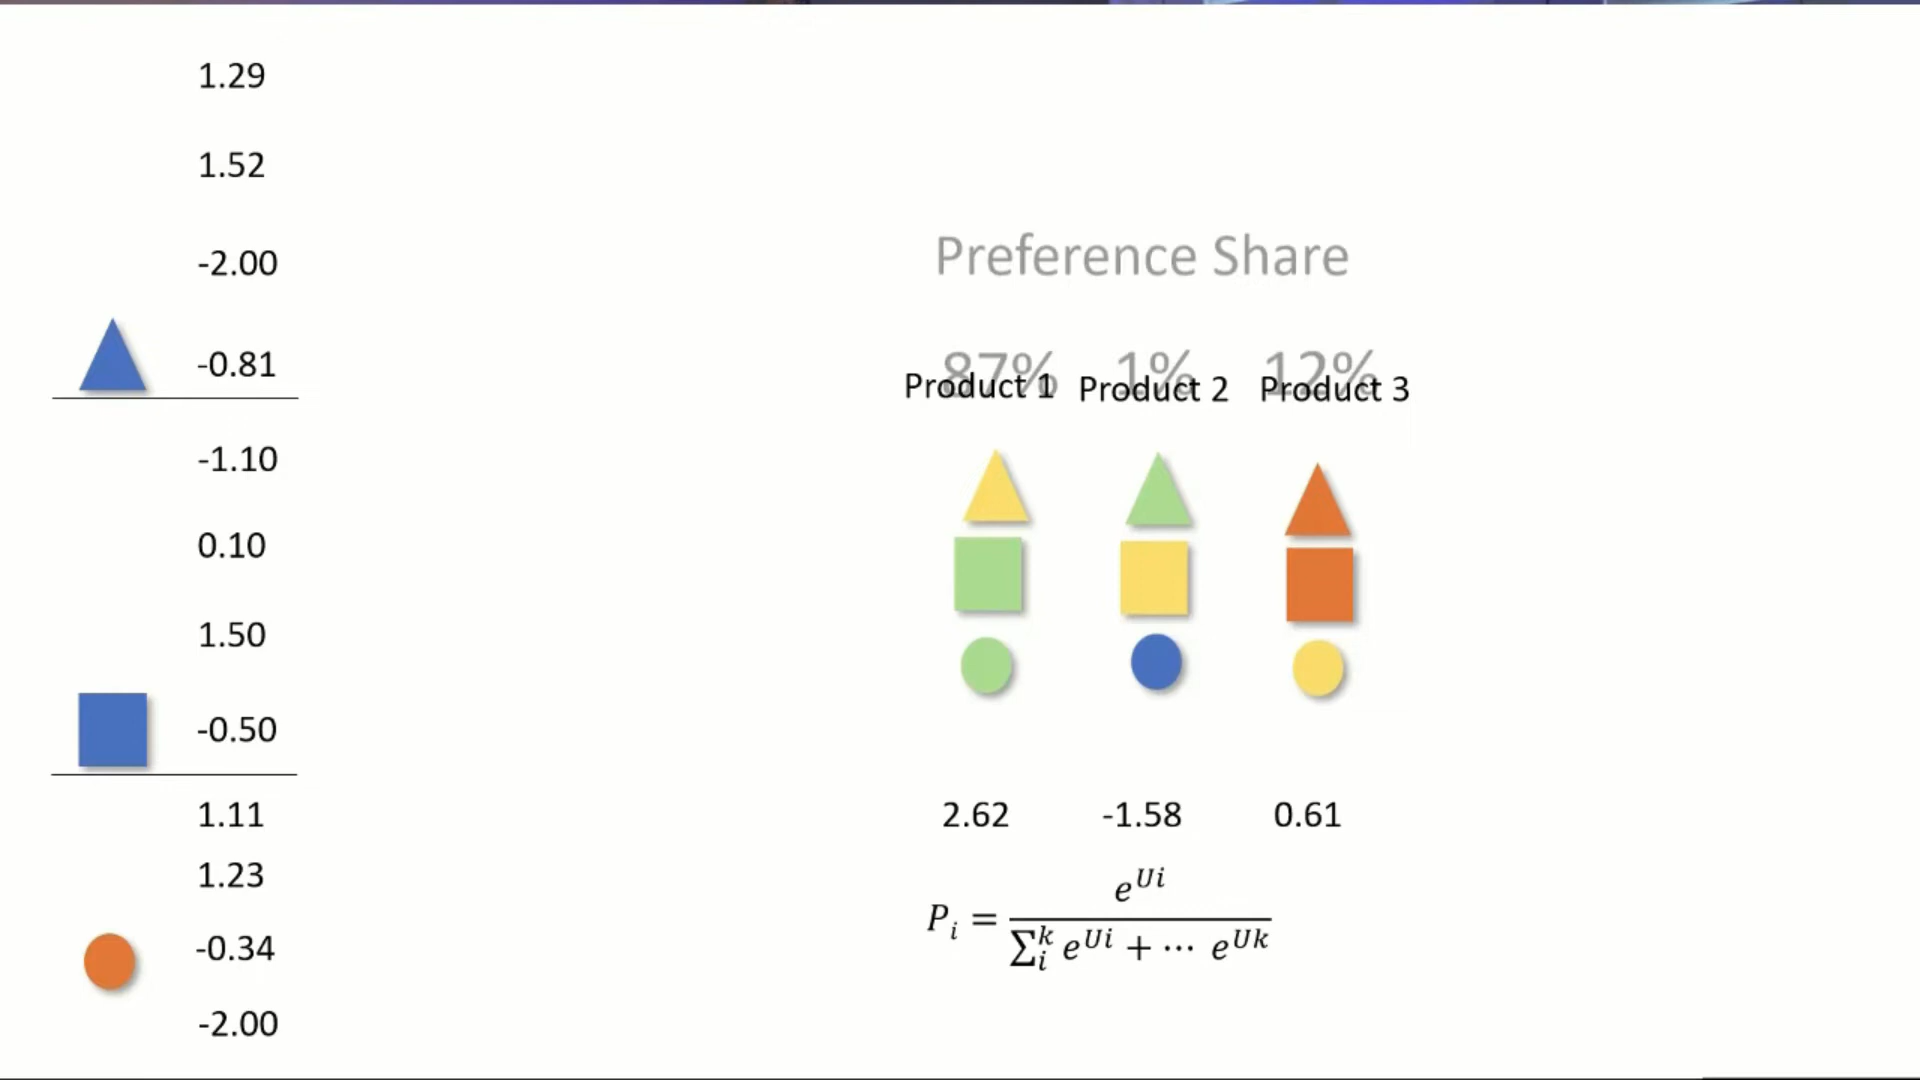 1.29
1.52
-2.00
-0.81
-1.10
0.10
1.50
-0.50
1.11
1.23
-0.34
-2.00
Preference Share
87% 1% 12%
Product 1 Product 2 Product 3
2.62 -1.58 0.61
P_i = e^{Ui} / ∑_i^k e^{Ui} + ⋯ e^{Uk}